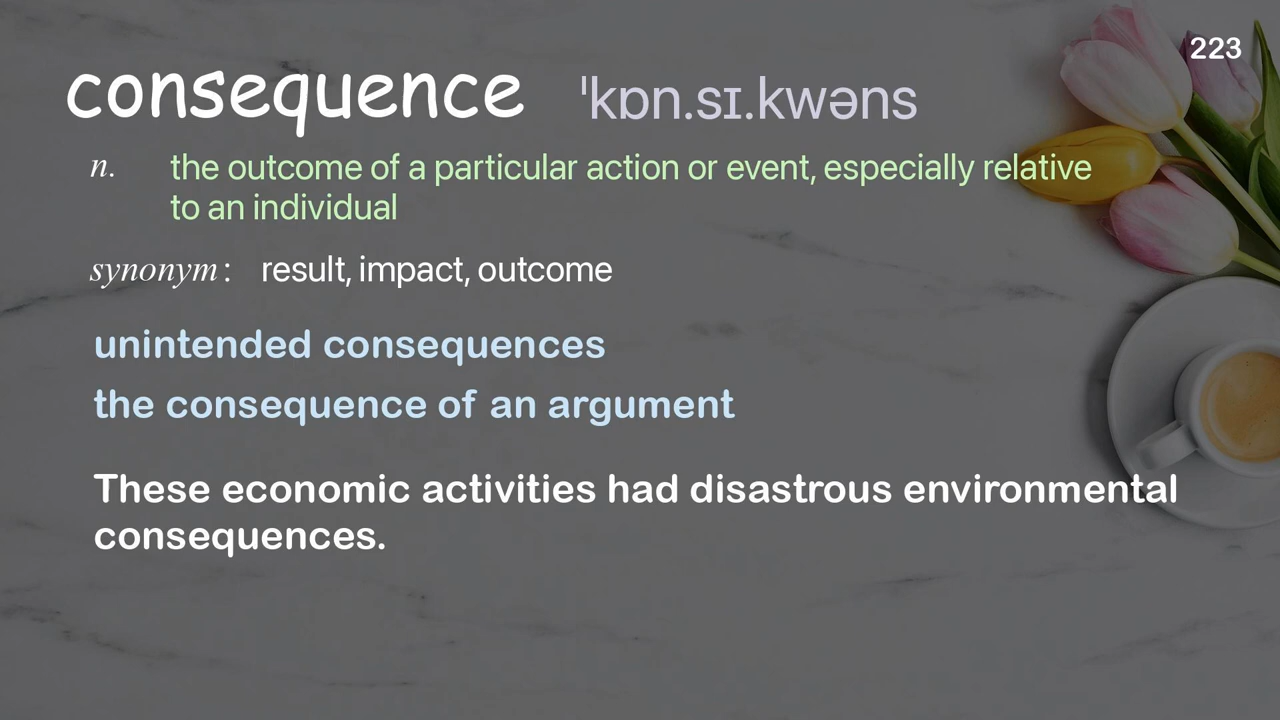 223
consequence ˈkɒn.sɪ.kwəns
n. the outcome of a particular action or event, especially relative
to an individual
synonym: result, impact, outcome
unintended consequences
the consequence of an argument
These economic activities had disastrous environmental
consequences.